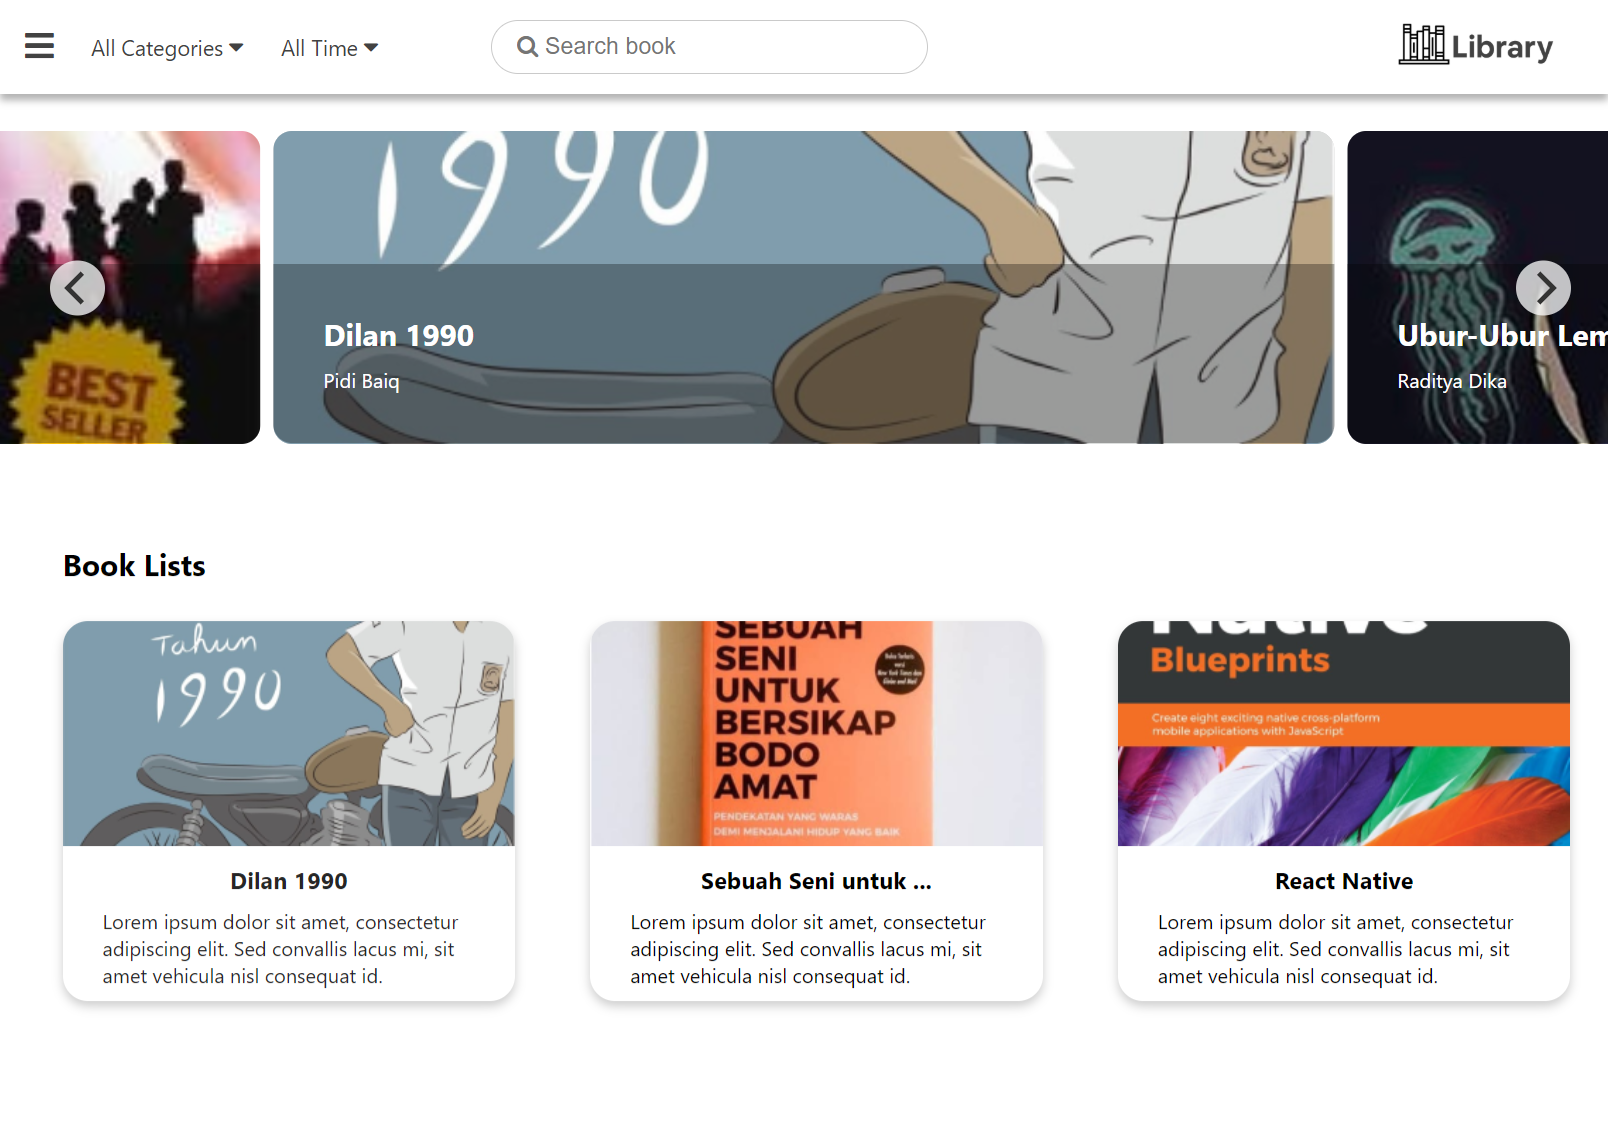 All Categories
All Time
Search book
Library
1990
BEST
SELLER
Dilan 1990
Pidi Baiq
Ubur-Ubur Lem
Raditya Dika
Book Lists
Tahun
1990
Dilan 1990
Lorem ipsum dolor sit amet, consectetur
adipiscing elit. Sed convallis lacus mi, sit
amet vehicula nisl consequat id.
SEBUAH
SENI
UNTUK
BERSIKAP
BODO
AMAT
PENDEKATAN YANG WARAS
DEMI MENJALANI HIDUP YANG BAIK
Sebuah Seni untuk ...
Lorem ipsum dolor sit amet, consectetur
adipiscing elit. Sed convallis lacus mi, sit
amet vehicula nisl consequat id.
Native
Blueprints
Create eight exciting native cross-platform
mobile applications with JavaScript
React Native
Lorem ipsum dolor sit amet, consectetur
adipiscing elit. Sed convallis lacus mi, sit
amet vehicula nisl consequat id.